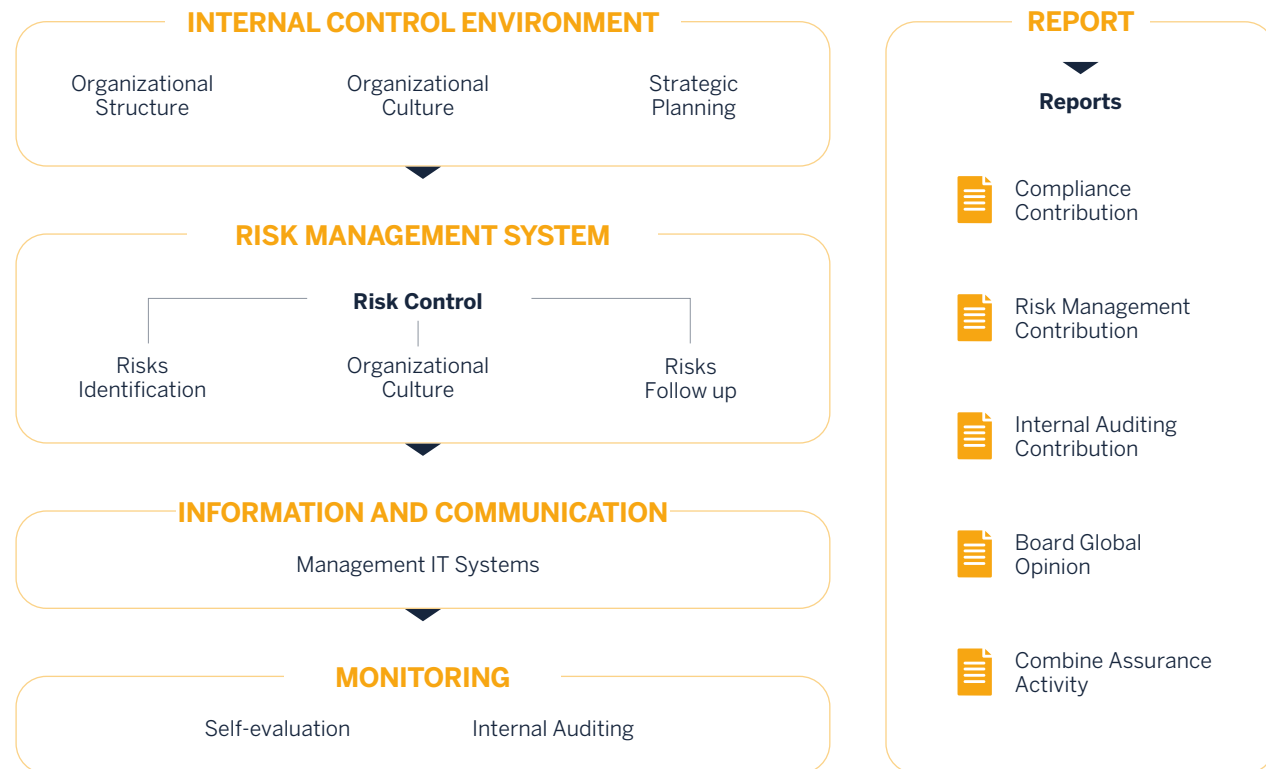 INTERNAL CONTROL ENVIRONMENT
Organizational
Structure
Organizational
Culture
Strategic
Planning
RISK MANAGEMENT SYSTEM
Risk Control
Risks
Identification
Organizational
Culture
Risks
Follow up
INFORMATION AND COMMUNICATION
Management IT Systems
MONITORING
Self-evaluation
Internal Auditing
REPORT
Reports
Compliance
Contribution
Risk Management
Contribution
Internal Auditing
Contribution
Board Global
Opinion
Combine Assurance
Activity